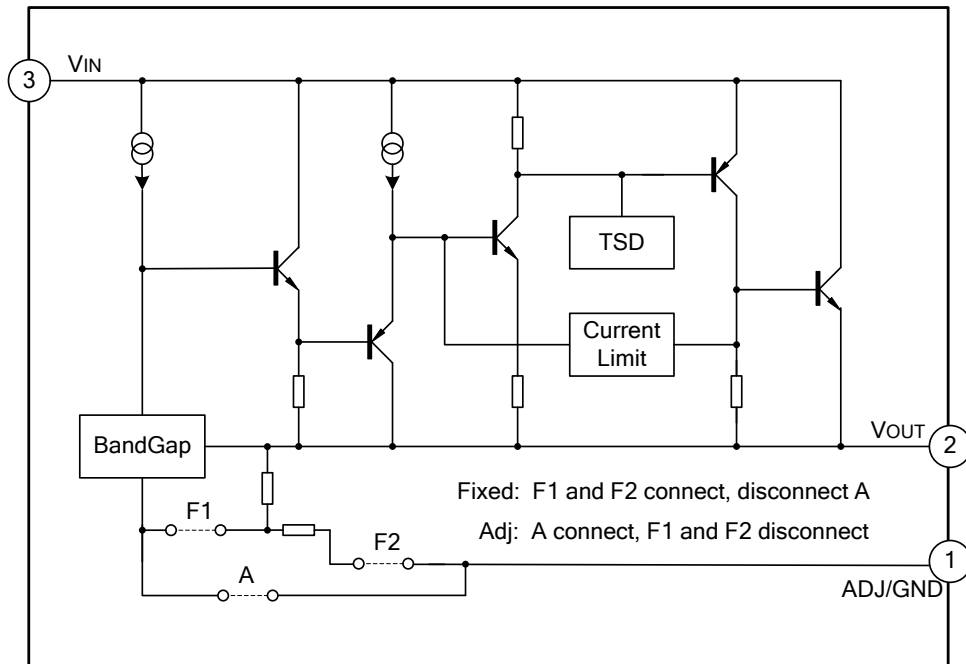 3
VIN
TSD
Current
Limit
BandGap
VOUT
2
Fixed: F1 and F2 connect, disconnect A
F1
Adj: A connect, F1 and F2 disconnect
F2
1
A
ADJ/GND